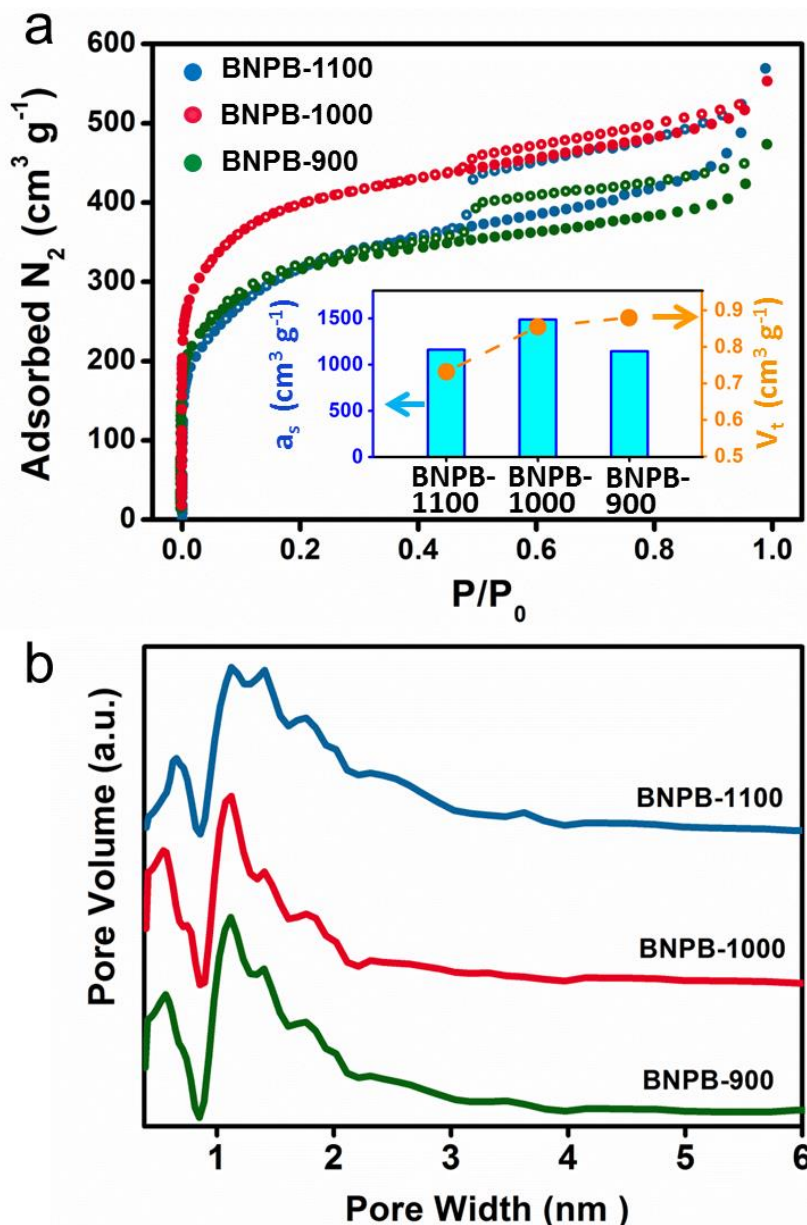 a
600
500
400
300
200
100
0
Adsorbed N₂ (cm³ g⁻¹)
BNPB-1100
BNPB-1000
BNPB-900
1500
1000
500
0
aₛ (cm³ g⁻¹)
0.9
0.8
0.7
0.6
0.5
Vₜ (cm³ g⁻¹)
BNPB-
1100
BNPB-
1000
BNPB-
900
0.0 0.2 0.4 0.6 0.8 1.0
P/P₀
b
Pore Volume (a.u.)
BNPB-1100
BNPB-1000
BNPB-900
1 2 3 4 5 6
Pore Width (nm )